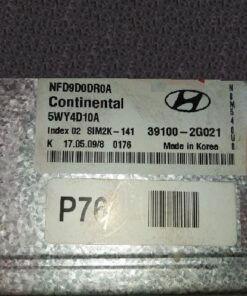 NFD9D0DR0A
Continental
5WY4D10A
Index 02 SIM2K-141 39100-2G021
K 17.05.09/8 0176 Made in Korea
P76